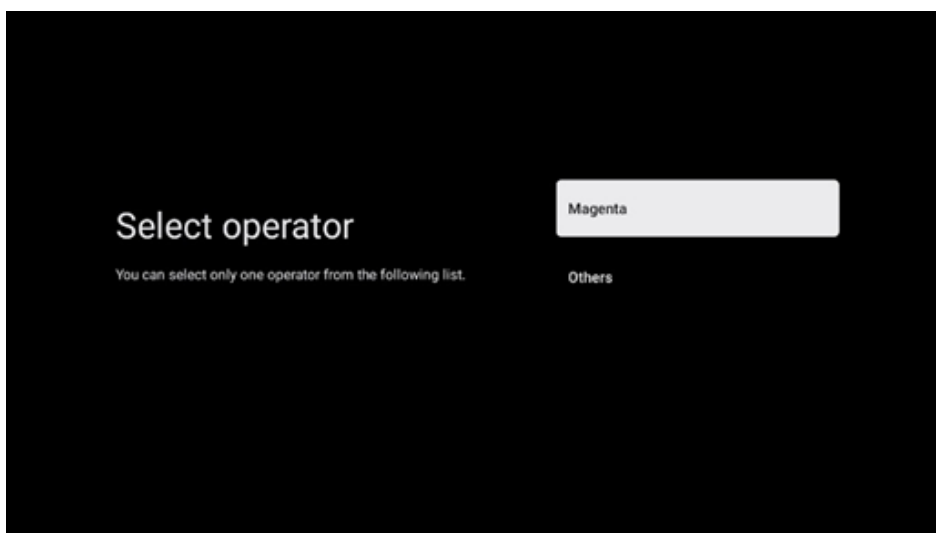 Select operator
You can select only one operator from the following list.
Magenta
Others